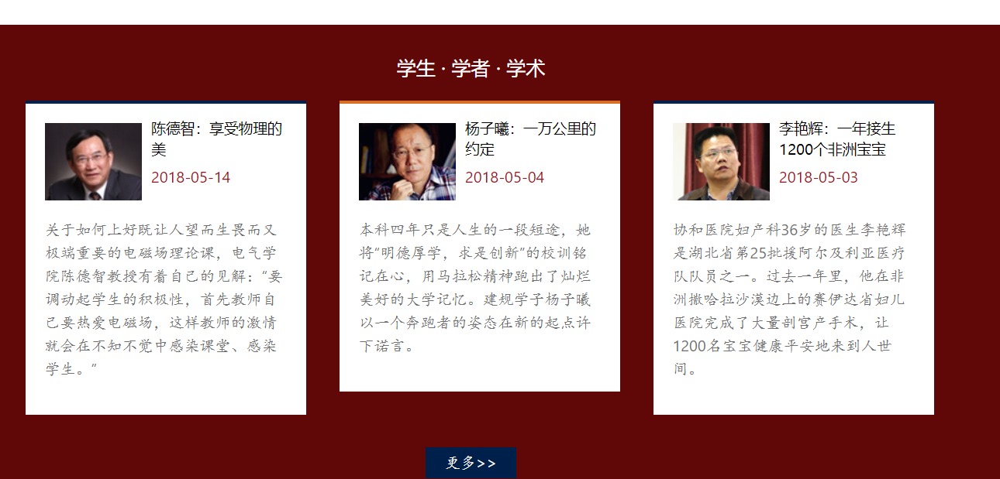 学生 · 学者 · 学术
陈德智：享受物理的
美
2018-05-14
关于如何上好既让人望而生畏而又
极端重要的电磁场理论课，电气学
院陈德智教授有着自己的见解：“要
调动起学生的积极性，首先教师自
己要热爱电磁场，这样教师的激情
就会在不知不觉中感染课堂、感染
学生。”
杨子曦：一万公里的
约定
2018-05-04
本科四年只是人生的一段短途，她
将“明德厚学，求是创新”的校训铭
记在心，用马拉松精神跑出了灿烂
美好的大学记忆。建规学子杨子曦
以一个奔跑者的姿态在新的起点许
下诺言。
李艳辉：一年接生
1200个非洲宝宝
2018-05-03
协和医院妇产科36岁的医生李艳辉
是湖北省第25批援阿尔及利亚医疗
队队员之一。过去一年里，他在非
洲撒哈拉沙漠边上的赛伊达省妇儿
医院完成了大量剖宫产手术，让
1200名宝宝健康平安地来到人世
间。
更多>>